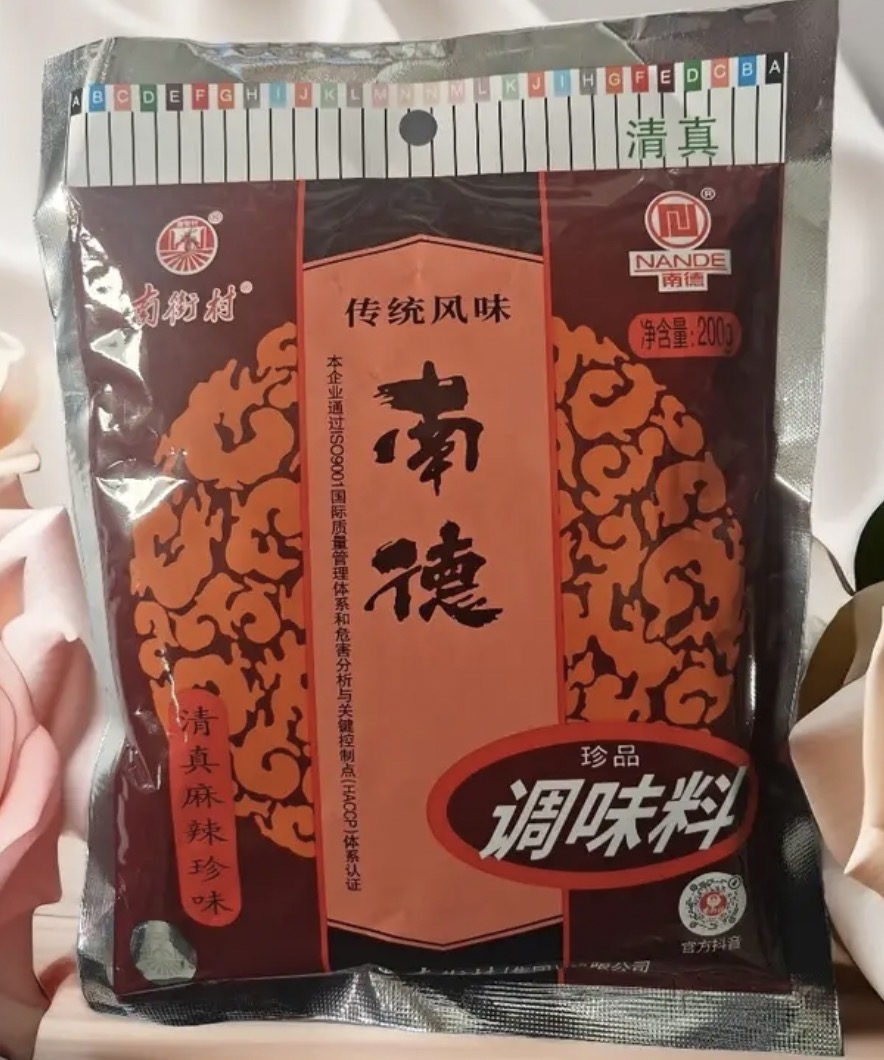 A B C D E F G H I J K L M N N M L K J I H G F E D C B A
清真
南街村
NANDE
南德
净含量:200g
传统风味
南德
本企业通过ISO9001国际质量管理体系和危害分析与关键控制点(HACCP)体系认证
清真麻辣珍味
珍品
调味料
官方抖音